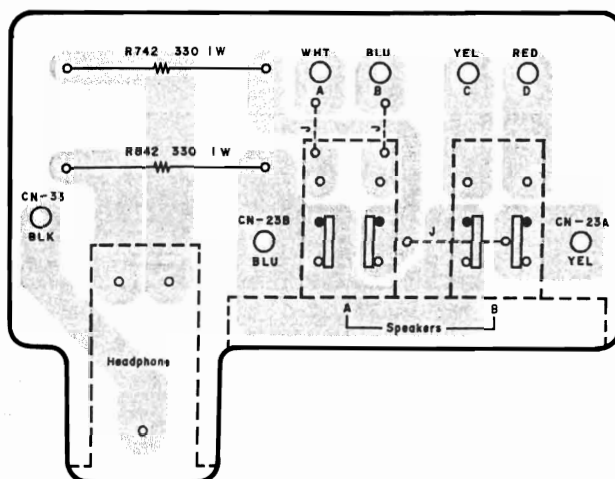 R742 330 1W
WHT
BLU
YEL
RED
A
B
C
D
R842 330 1W
CN-33
BLK
CN-23B
BLU
J
CN-23A
YEL
A
B
Speakers
Headphone